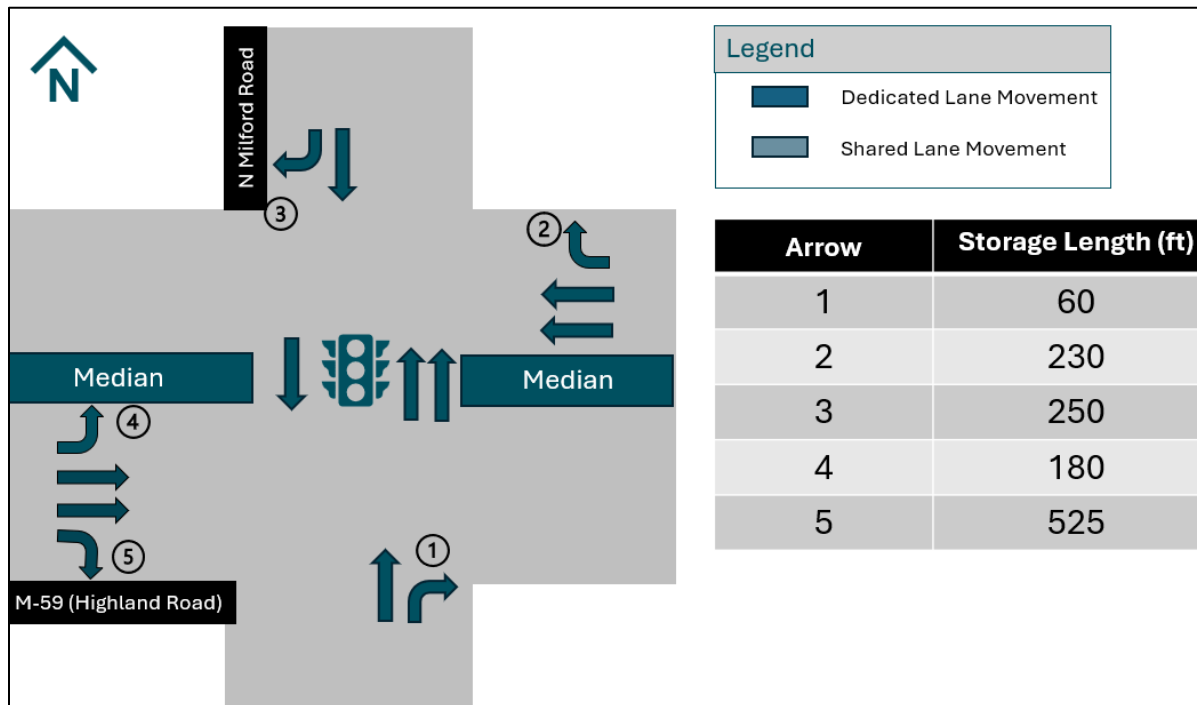 N
N Milford Road
3
2
Median
Median
4
5
M-59 (Highland Road)
1
Legend
Dedicated Lane Movement
Shared Lane Movement
Arrow Storage Length (ft)
1 60
2 230
3 250
4 180
5 525